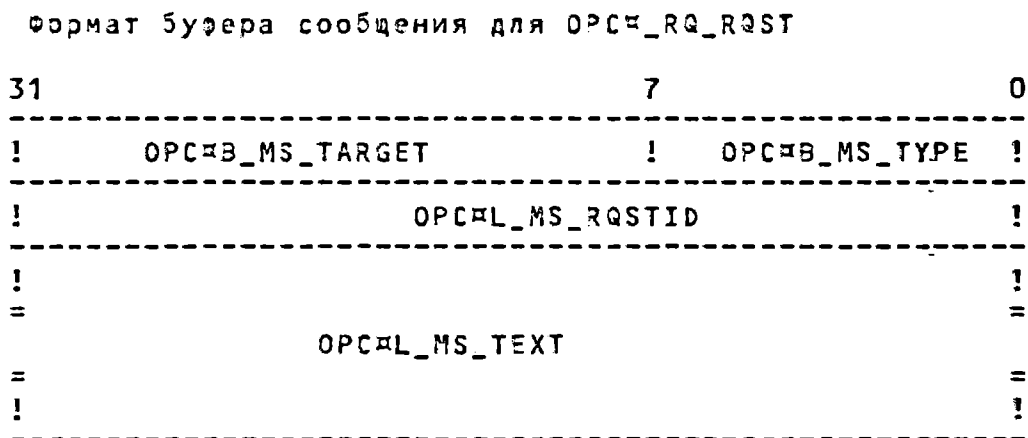 Формат буфера сообщения для OPC¤_RQ_RQST
31 7 0
! OPC¤B_MS_TARGET ! OPC¤B_MS_TYPE !
! OPC¤L_MS_RQSTID !
! !
= =
OPC¤L_MS_TEXT
= =
! !